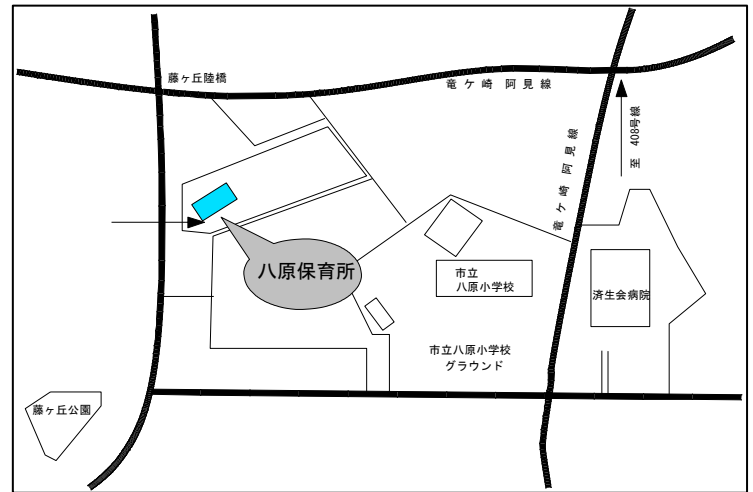 藤ヶ丘陸橋
竜ケ崎 阿見線
竜ケ崎 阿見線
至 408号線
八原保育所
市立
八原小学校
済生会病院
市立八原小学校
グラウンド
藤ヶ丘公園